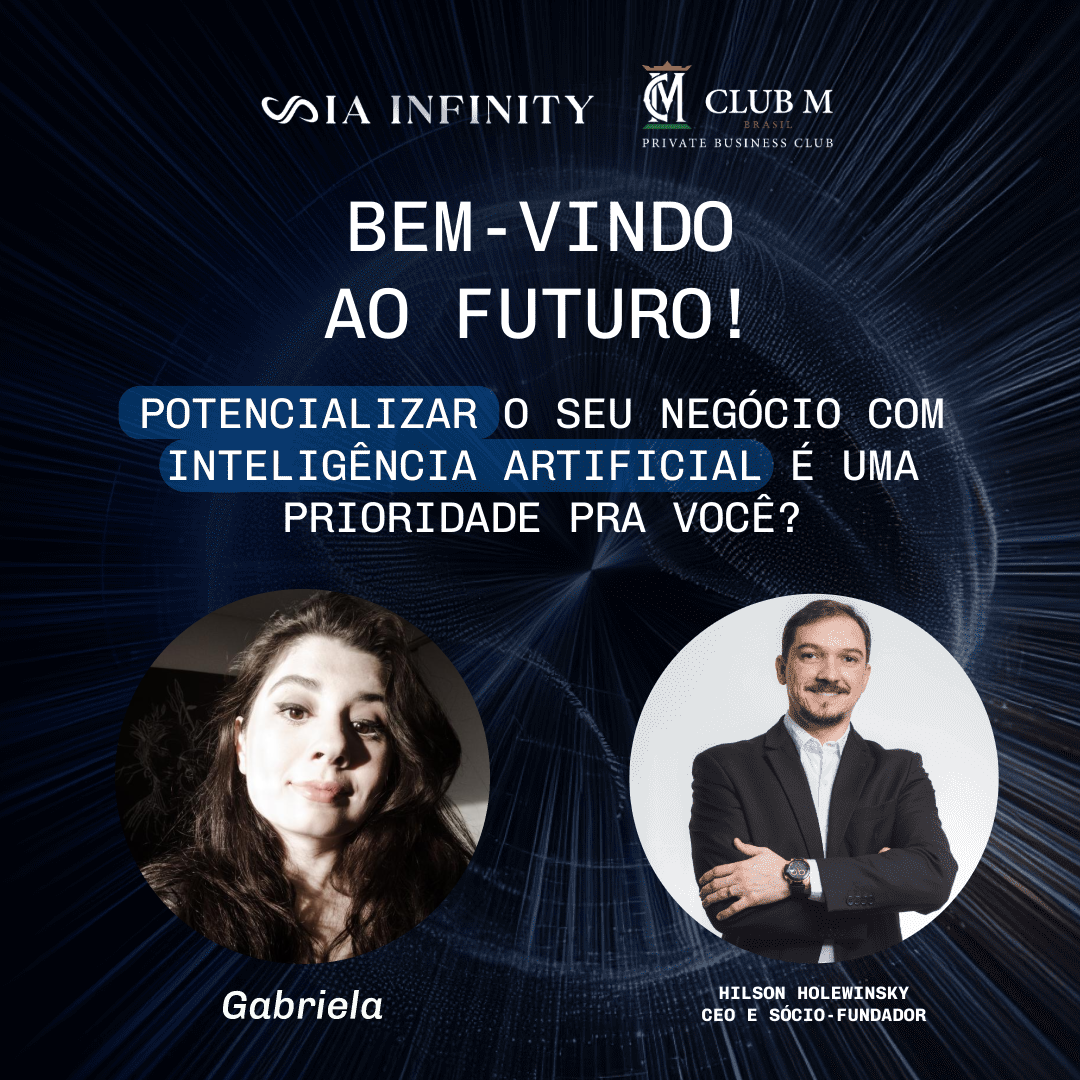 IA INFINITY
CM CLUB M
BRASIL
PRIVATE BUSINESS CLUB
BEM-VINDO
AO FUTURO!
POTENCIALIZAR O SEU NEGÓCIO COM
INTELIGÊNCIA ARTIFICIAL É UMA
PRIORIDADE PRA VOCÊ?
Gabriela
HILSON HOLEWINSKY
CEO E SÓCIO-FUNDADOR